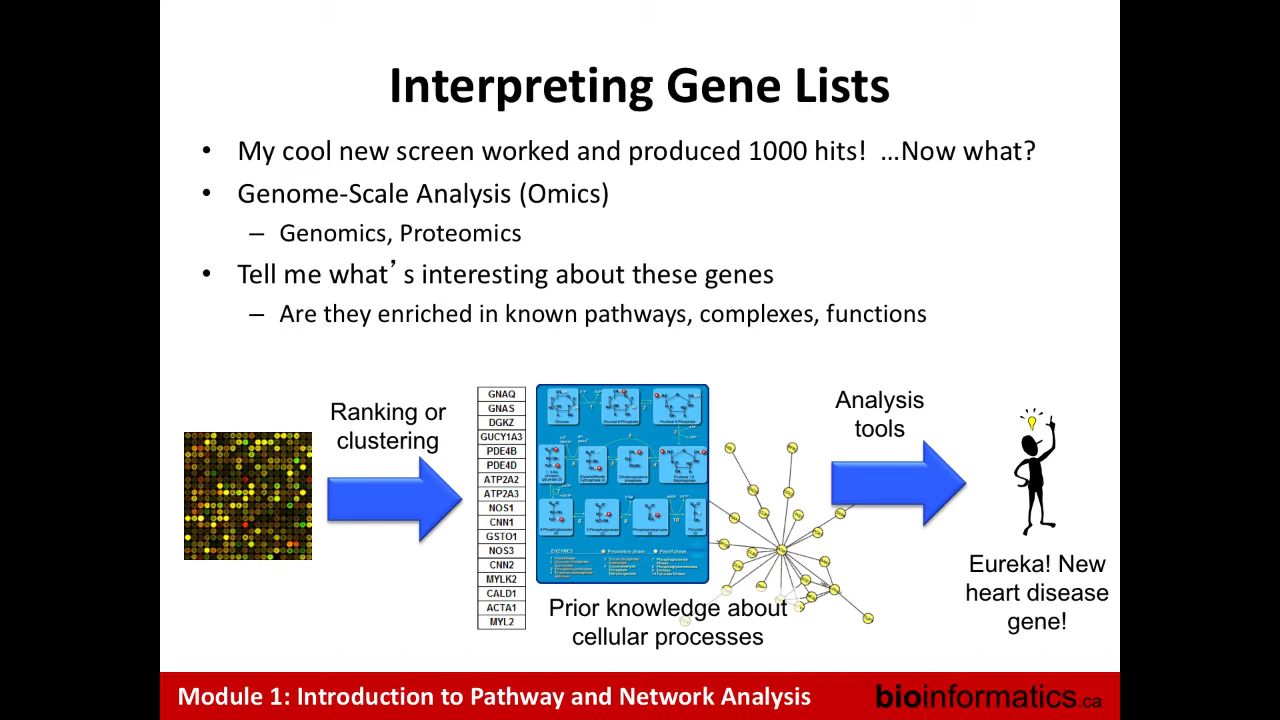 Interpreting Gene Lists
• My cool new screen worked and produced 1000 hits!  …Now what?
• Genome-Scale Analysis (Omics)
– Genomics, Proteomics
• Tell me what’s interesting about these genes
– Are they enriched in known pathways, complexes, functions
Ranking or
clustering
GNAQ
GNAS
DGKZ
GUCY1A3
PDE4B
PDE4D
ATP2A2
ATP2A3
NOS1
CNN1
GSTO1
NOS3
CNN2
MYLK2
CALD1
ACTA1
MYL2
Glucose
ENZYMES
Prior knowledge about
cellular processes
Analysis
tools
Eureka! New
heart disease
gene!
Module 1: Introduction to Pathway and Network Analysis
bioinformatics.ca